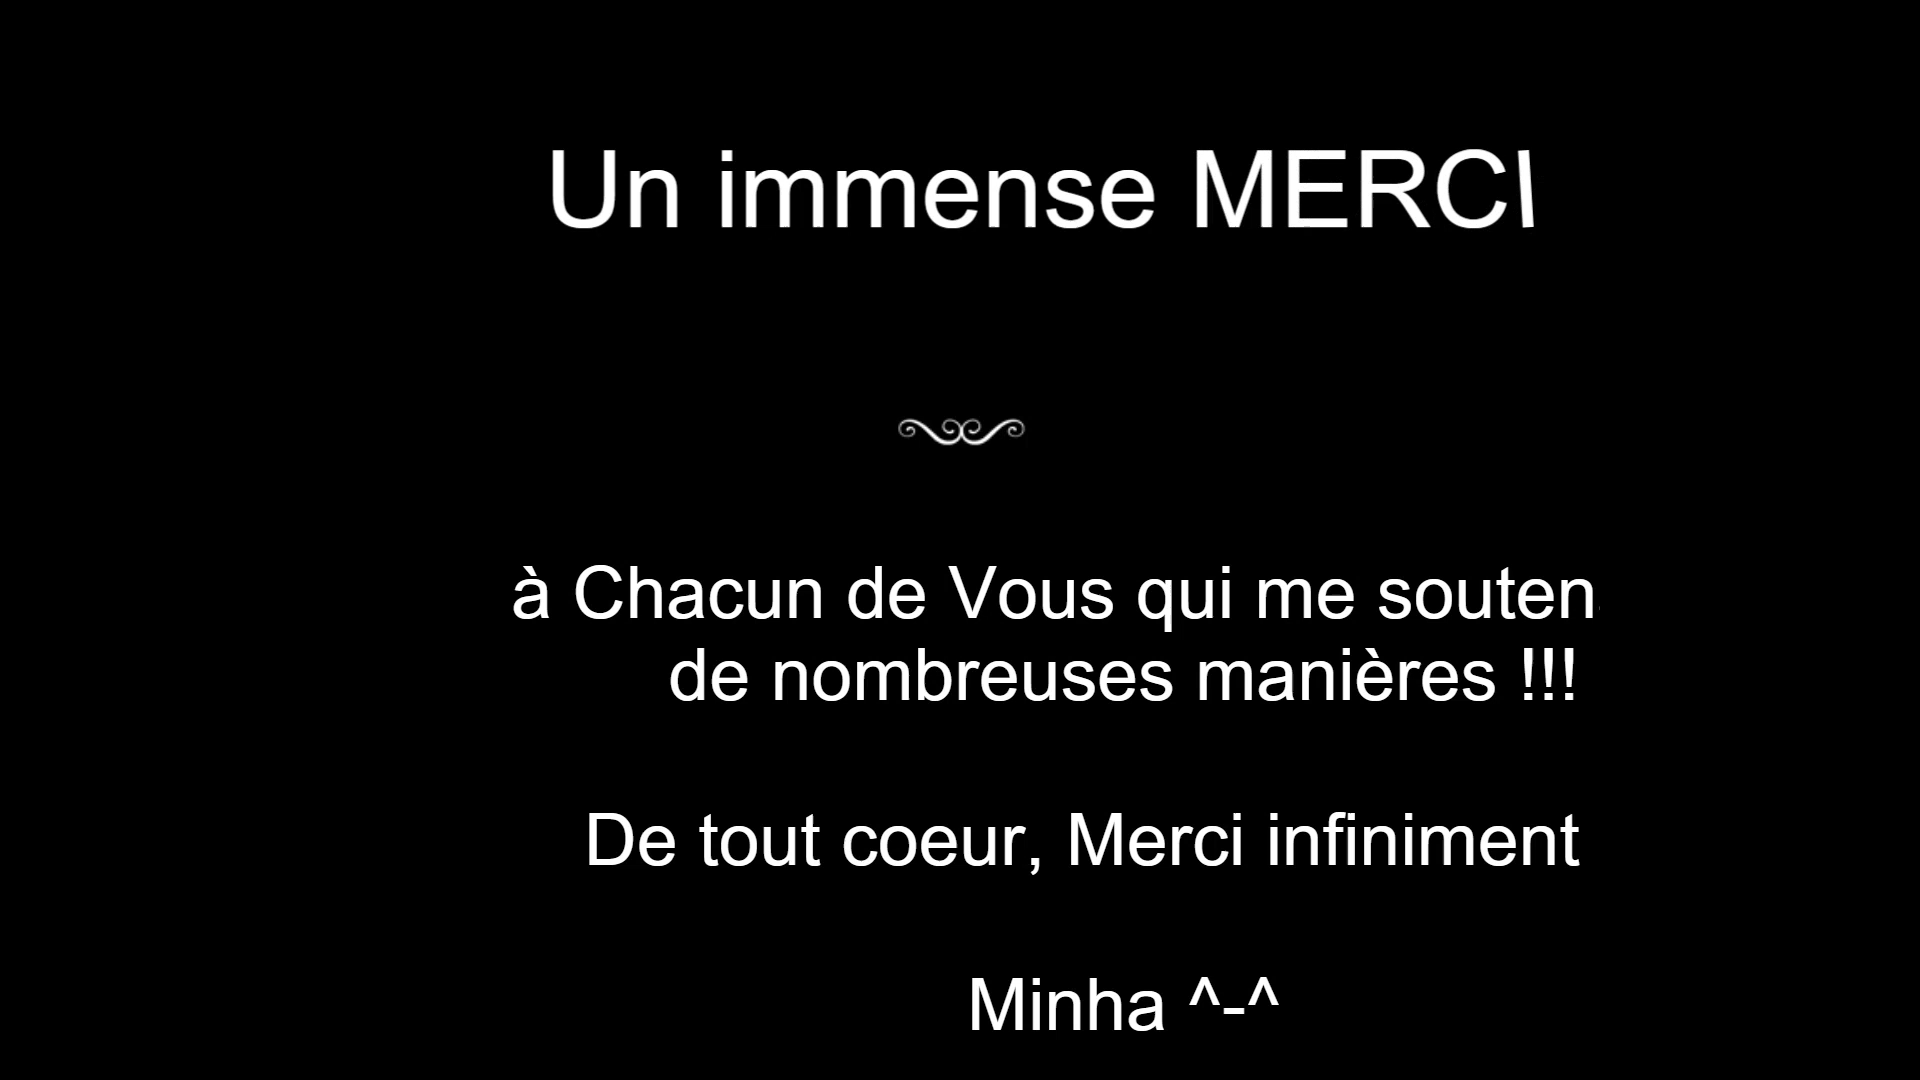 Un immense MERCI
à Chacun de Vous qui me souten
de nombreuses manières !!!
De tout coeur, Merci infiniment
Minha ^-^